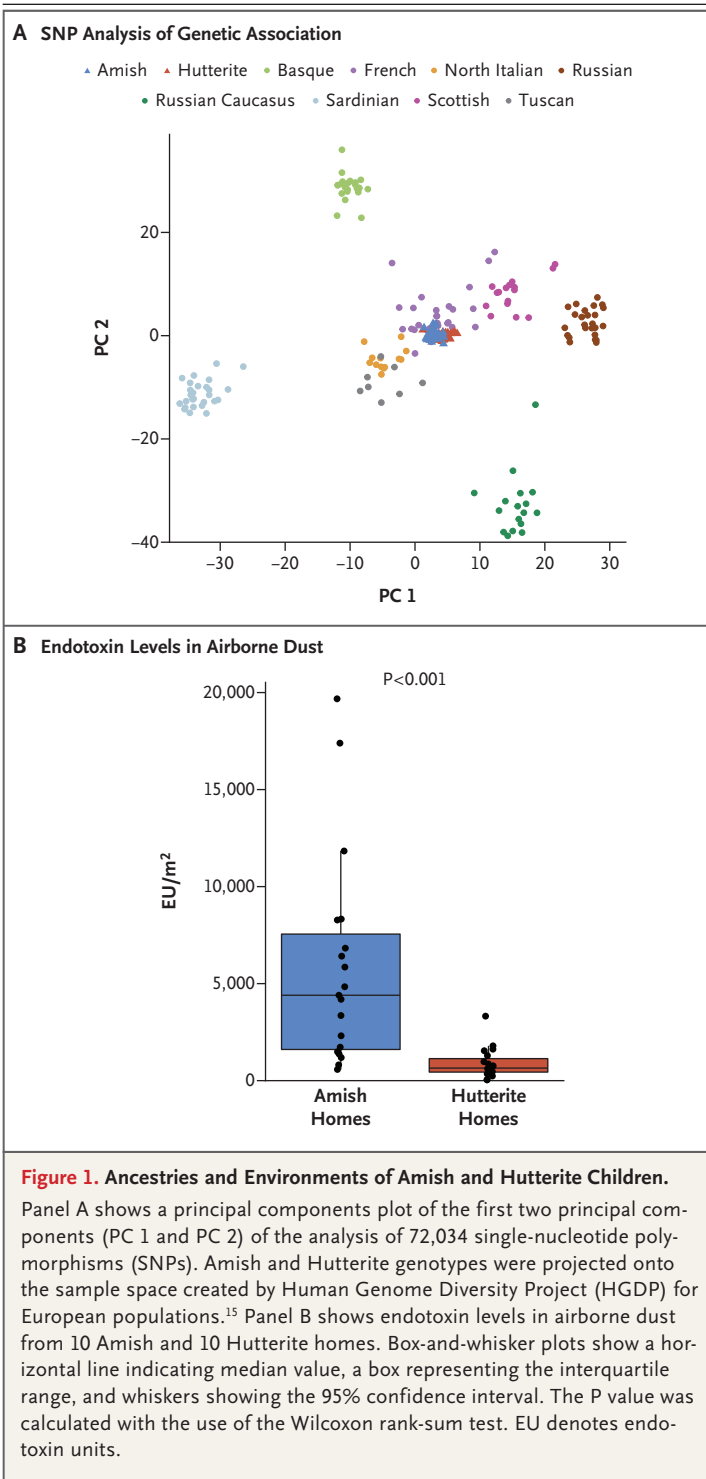 A SNP Analysis of Genetic Association
Amish Hutterite Basque French North Italian Russian
Russian Caucasus Sardinian Scottish Tuscan
20
0
−20
−40
PC 2
−30 −20 −10 0 10 20 30
PC 1
B Endotoxin Levels in Airborne Dust
P<0.001
20,000
15,000
10,000
5,000
0
EU/m²
Amish Hutterite
Homes Homes
Figure 1. Ancestries and Environments of Amish and Hutterite Children.
Panel A shows a principal components plot of the first two principal com-
ponents (PC 1 and PC 2) of the analysis of 72,034 single-nucleotide poly-
morphisms (SNPs). Amish and Hutterite genotypes were projected onto
the sample space created by Human Genome Diversity Project (HGDP) for
European populations.¹⁵ Panel B shows endotoxin levels in airborne dust
from 10 Amish and 10 Hutterite homes. Box-and-whisker plots show a hor-
izontal line indicating median value, a box representing the interquartile
range, and whiskers showing the 95% confidence interval. The P value was
calculated with the use of the Wilcoxon rank-sum test. EU denotes endo-
toxin units.